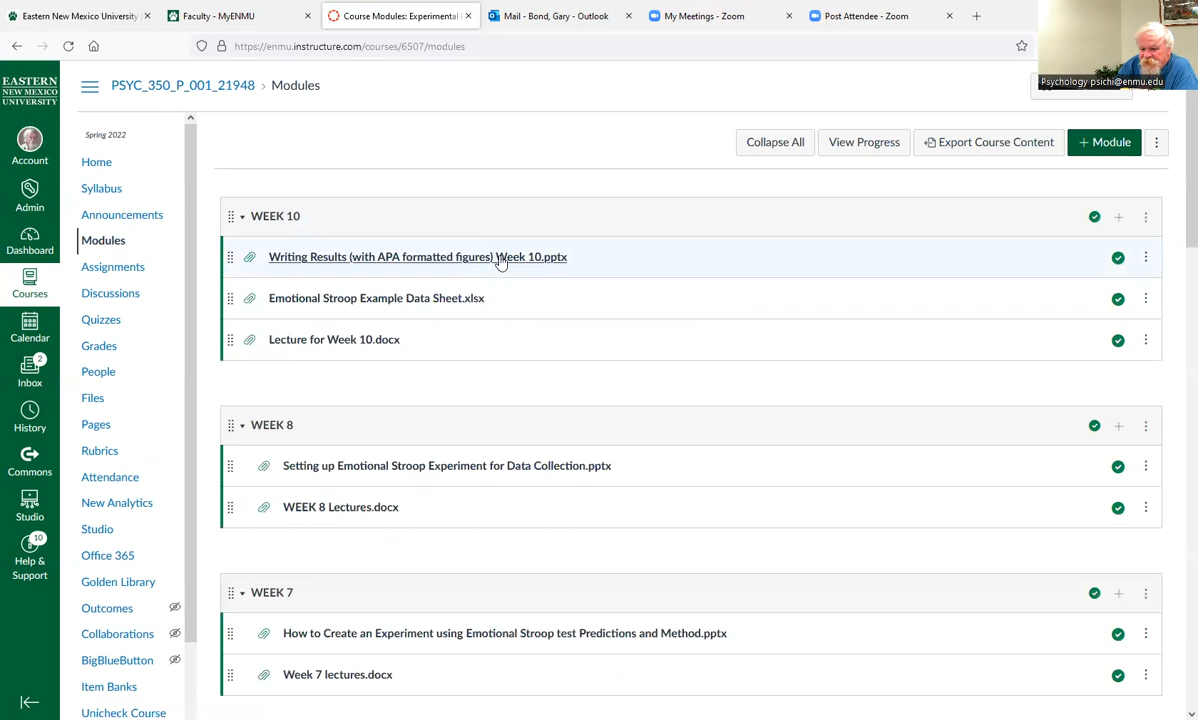 Eastern New Mexico University
Faculty - MyENMU
Course Modules: Experimental
Mail - Bond, Gary - Outlook
My Meetings - Zoom
Post Attendee - Zoom
https://enmu.instructure.com/courses/6507/modules
Psychology psichi@enmu.edu
EASTERN
NEW MEXICO
UNIVERSITY
PSYC_350_P_001_21948 > Modules
Account
Admin
Dashboard
Courses
Calendar
2
Inbox
History
Commons
Studio
10
Help &
Support
Spring 2022
Home
Syllabus
Announcements
Modules
Assignments
Discussions
Quizzes
Grades
People
Files
Pages
Rubrics
Attendance
New Analytics
Studio
Office 365
Golden Library
Outcomes
Collaborations
BigBlueButton
Item Banks
Unicheck Course
Collapse All
View Progress
Export Course Content
+ Module
WEEK 10
Writing Results (with APA formatted figures) Week 10.pptx
Emotional Stroop Example Data Sheet.xlsx
Lecture for Week 10.docx
WEEK 8
Setting up Emotional Stroop Experiment for Data Collection.pptx
WEEK 8 Lectures.docx
WEEK 7
How to Create an Experiment using Emotional Stroop test Predictions and Method.pptx
Week 7 lectures.docx